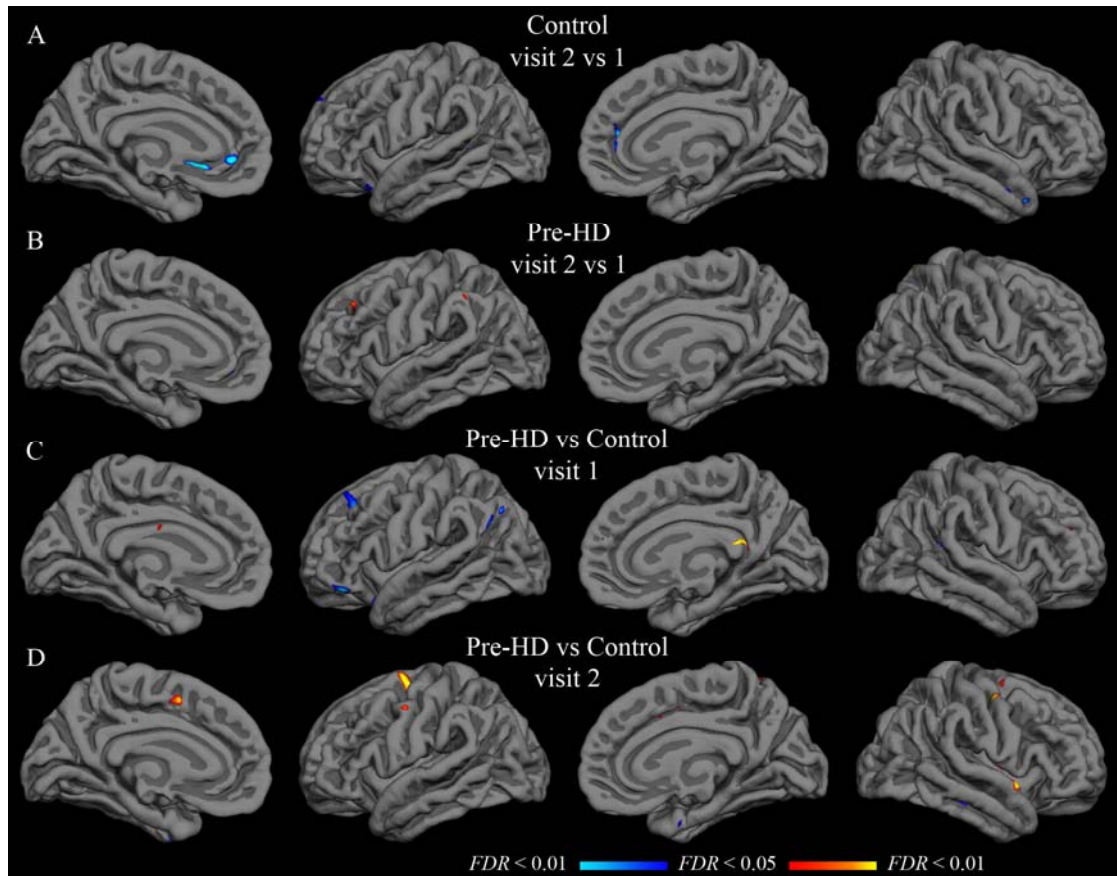 A
Control
visit 2 vs 1
B
Pre-HD
visit 2 vs 1
C
Pre-HD vs Control
visit 1
D
Pre-HD vs Control
visit 2
FDR < 0.01 FDR < 0.05 FDR < 0.01